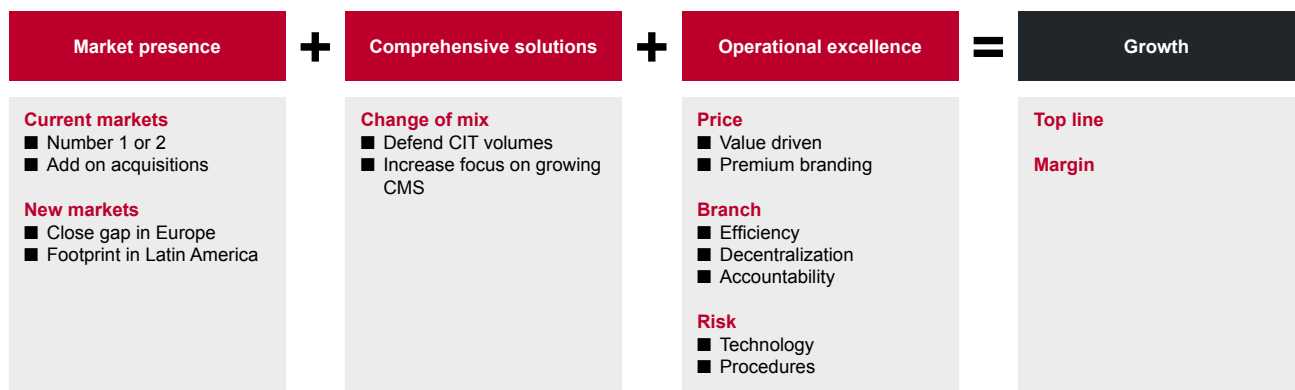 Market presence
+
Comprehensive solutions
+
Operational excellence
=
Growth
Current markets
■ Number 1 or 2
■ Add on acquisitions
New markets
■ Close gap in Europe
■ Footprint in Latin America
Change of mix
■ Defend CIT volumes
■ Increase focus on growing
CMS
Price
■ Value driven
■ Premium branding
Branch
■ Efficiency
■ Decentralization
■ Accountability
Risk
■ Technology
■ Procedures
Top line
Margin